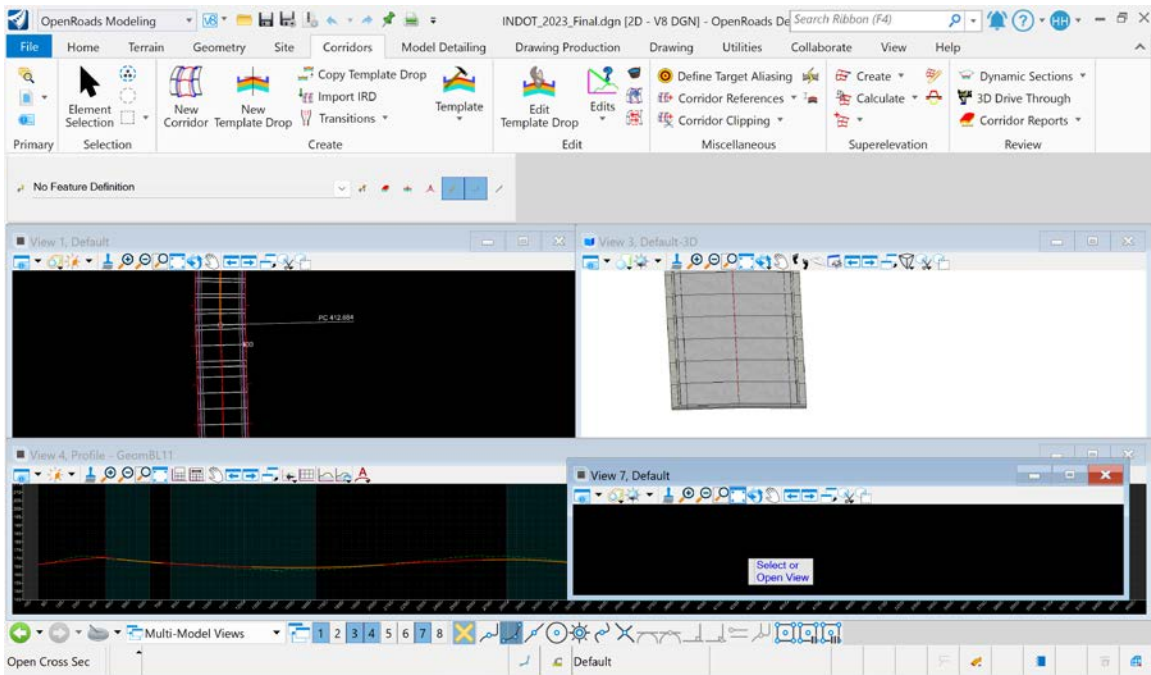 OpenRoads Modeling
INDOT_2023_Final.dgn [2D - V8 DGN] - OpenRoads De
Search Ribbon (F4)
HH
File Home Terrain Geometry Site Corridors Model Detailing Drawing Production Drawing Utilities Collaborate View Help
Element Selection
New Corridor
New Template Drop
Copy Template Drop
Import IRD
Transitions
Template
Edit Template Drop
Edits
Define Target Aliasing
Corridor References
Corridor Clipping
Create
Calculate
Dynamic Sections
3D Drive Through
Corridor Reports
Primary Selection Create Edit Miscellaneous Superelevation Review
No Feature Definition
View 1, Default
View 3, Default-3D
PC 412.664
View 4, Profile - GeomBL11
View 7, Default
Select or
Open View
Multi-Model Views 1 2 3 4 5 6 7 8
Open Cross Sec
Default